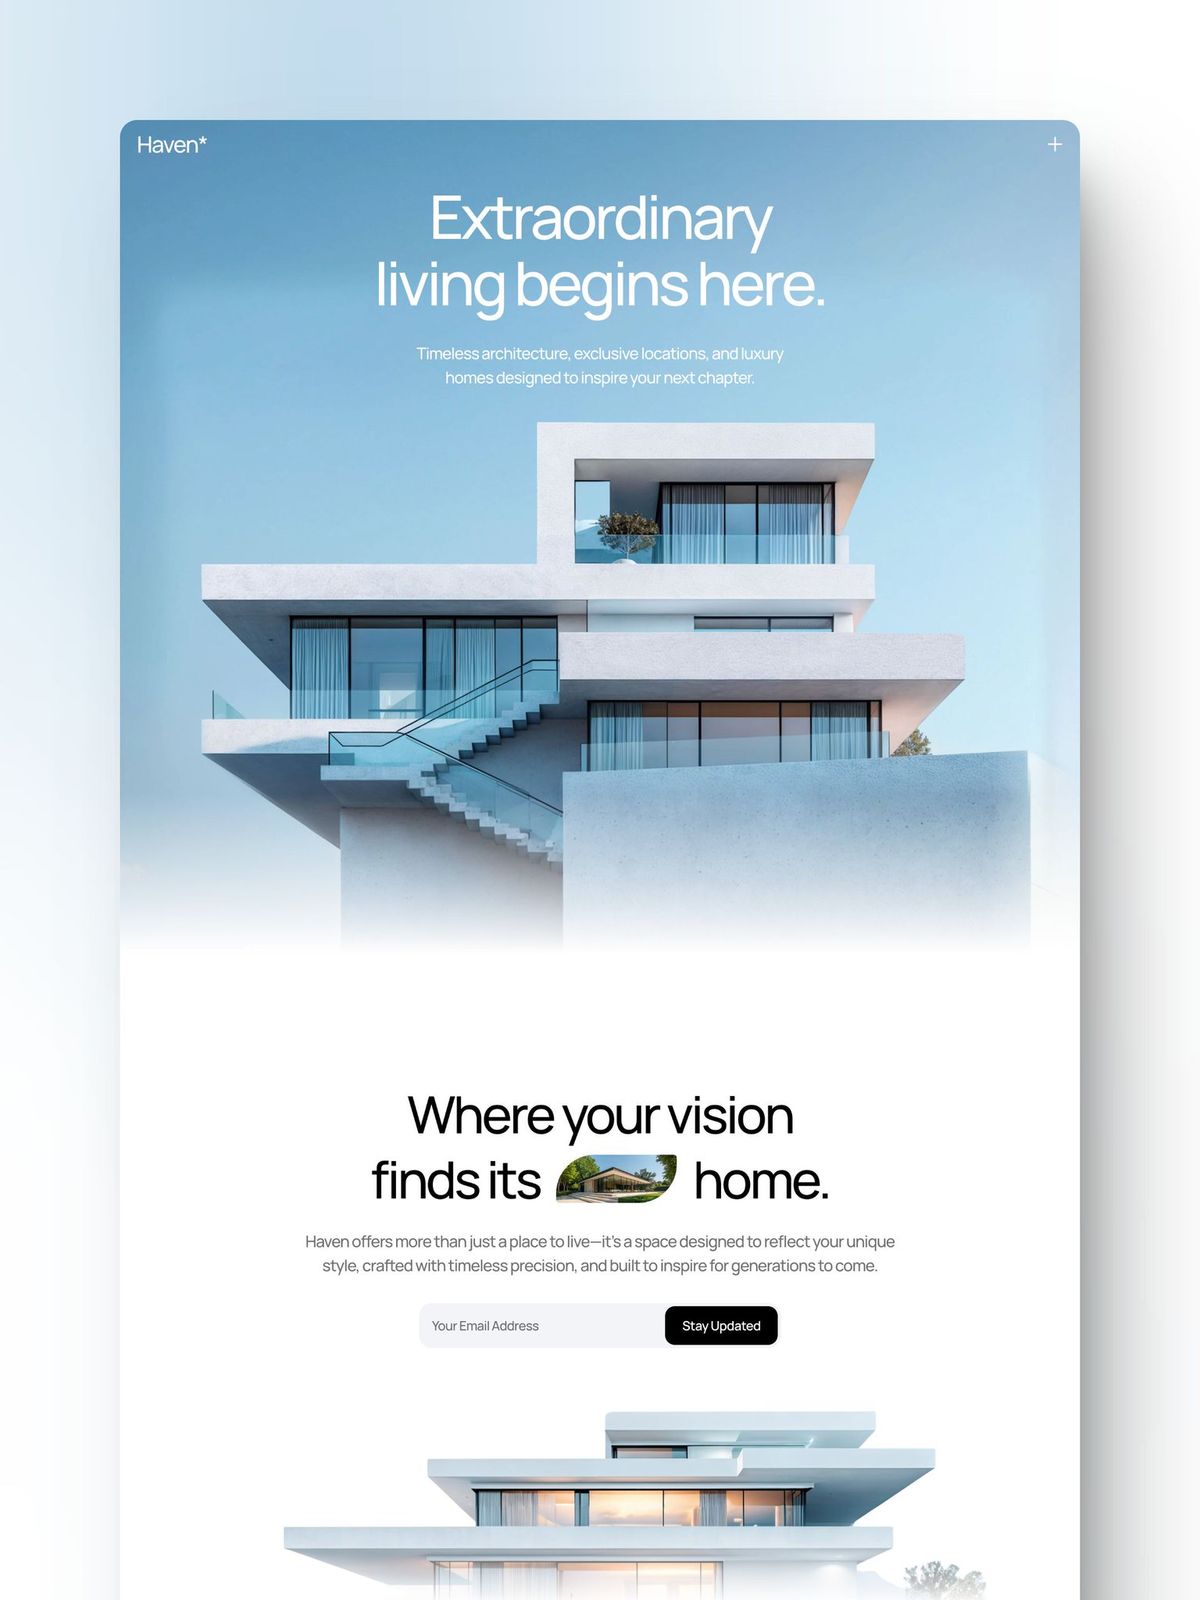 Haven*
Extraordinary
living begins here.
Timeless architecture, exclusive locations, and luxury
homes designed to inspire your next chapter.
Where your vision
finds its home.
Haven offers more than just a place to live—it's a space designed to reflect your unique
style, crafted with timeless precision, and built to inspire for generations to come.
Your Email Address
Stay Updated